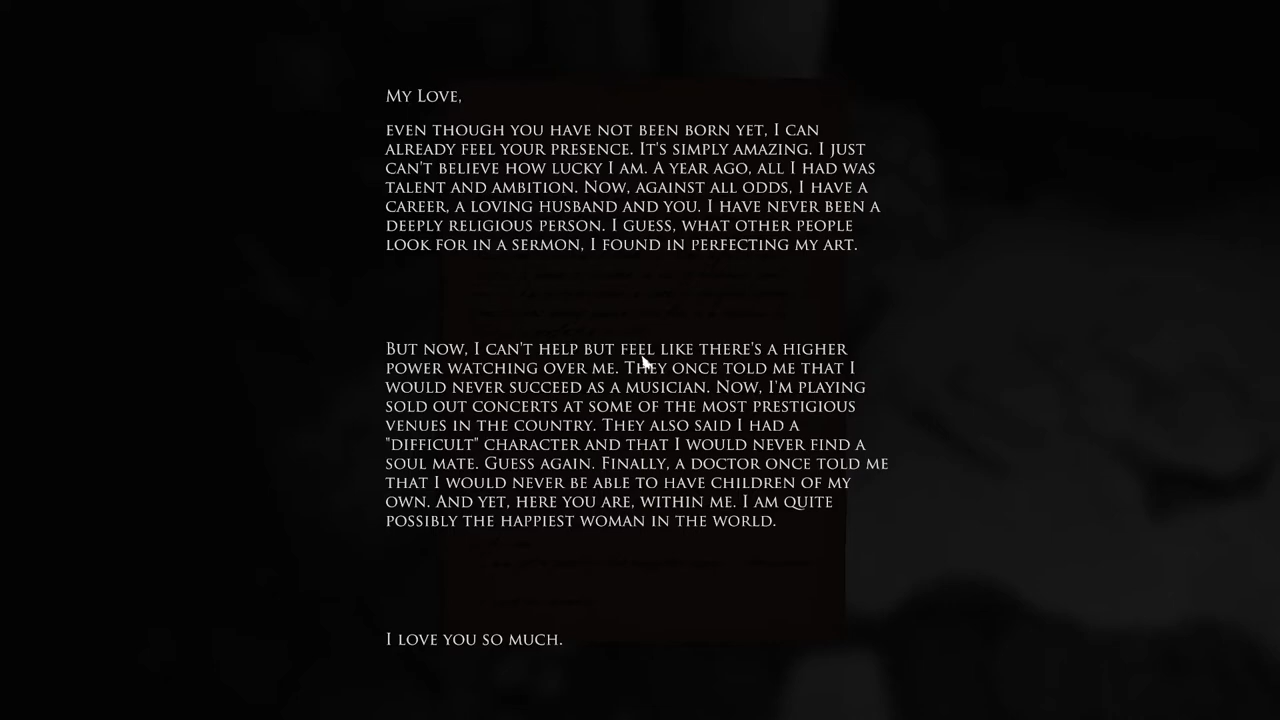 My Love,
even though you have not been born yet, I can
already feel your presence. It's simply amazing. I just
can't believe how lucky I am. A year ago, all I had was
talent and ambition. Now, against all odds, I have a
career, a loving husband and you. I have never been a
deeply religious person. I guess, what other people
look for in a sermon, I found in perfecting my art.
But now, I can't help but feel like there's a higher
power watching over me. They once told me that I
would never succeed as a musician. Now, I'm playing
sold out concerts at some of the most prestigious
venues in the country. They also said I had a
"difficult" character and that I would never find a
soul mate. Guess again. Finally, a doctor once told me
that I would never be able to have children of my
own. And yet, here you are, within me. I am quite
possibly the happiest woman in the world.
I love you so much.